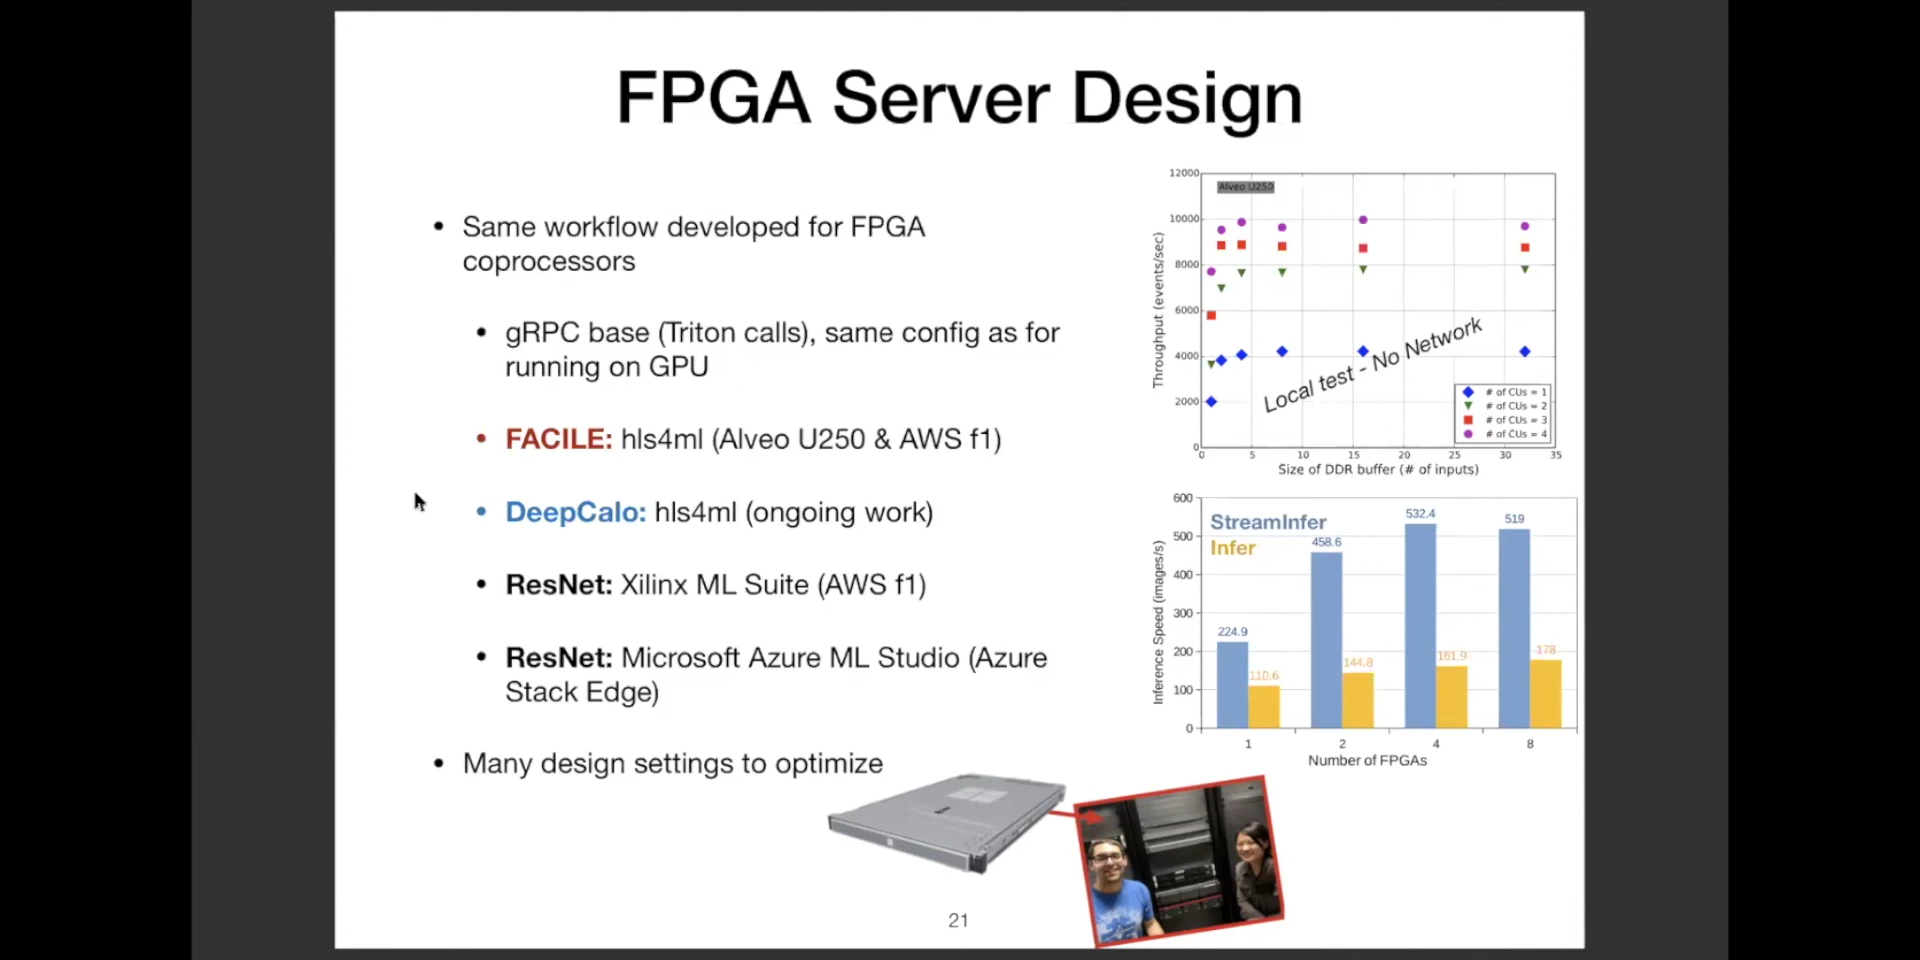 FPGA Server Design
• Same workflow developed for FPGA
coprocessors
• gRPC base (Triton calls), same config as for
running on GPU
• FACILE: hls4ml (Alveo U250 & AWS f1)
• DeepCalo: hls4ml (ongoing work)
• ResNet: Xilinx ML Suite (AWS f1)
• ResNet: Microsoft Azure ML Studio (Azure
Stack Edge)
• Many design settings to optimize
12000
10000
8000
6000
4000
2000
0
Throughput (events/sec)
Alveo U250
Local test - No Network
# of CUs = 1
# of CUs = 2
# of CUs = 3
# of CUs = 4
0 5 10 15 20 25 30 35
Size of DDR buffer (# of inputs)
600
500
400
300
200
100
0
Inference Speed (images/s)
StreamInfer
Infer
224.9 110.6
458.6 144.8
532.4 161.9
519 178
1 2 4 8
Number of FPGAs
21